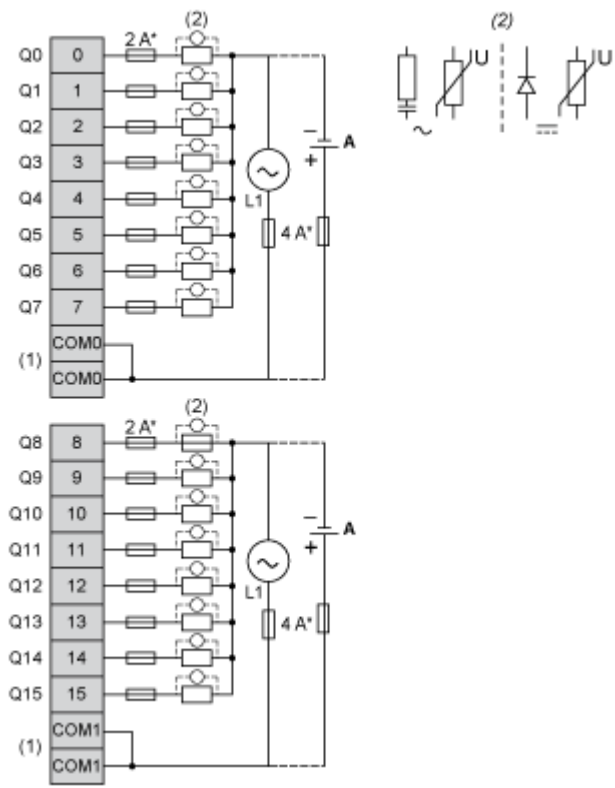 (2)
Q0 0 2 A*
Q1 1
Q2 2
Q3 3
Q4 4
Q5 5
Q6 6
Q7 7
(1) COM0
COM0
~
L1
4 A*
−
+
A
(2)
U U
~
(2)
Q8 8 2 A*
Q9 9
Q10 10
Q11 11
Q12 12
Q13 13
Q14 14
Q15 15
(1) COM1
COM1
~
L1
4 A*
−
+
A